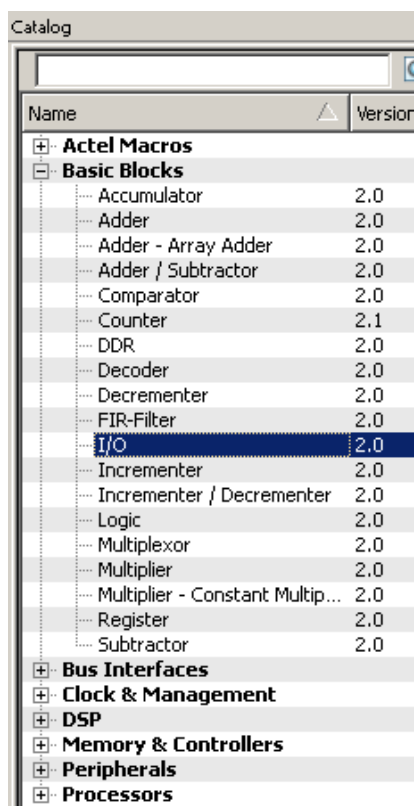 Catalog
Name Version
Actel Macros
Basic Blocks
Accumulator 2.0
Adder 2.0
Adder - Array Adder 2.0
Adder / Subtractor 2.0
Comparator 2.0
Counter 2.1
DDR 2.0
Decoder 2.0
Decrementer 2.0
FIR-Filter 2.0
I/O 2.0
Incrementer 2.0
Incrementer / Decrementer 2.0
Logic 2.0
Multiplexor 2.0
Multiplier 2.0
Multiplier - Constant Multip... 2.0
Register 2.0
Subtractor 2.0
Bus Interfaces
Clock & Management
DSP
Memory & Controllers
Peripherals
Processors